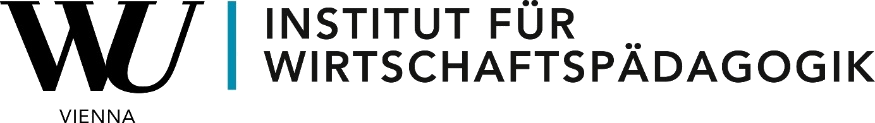 WU
VIENNA
INSTITUT FÜR
WIRTSCHAFTSPÄDAGOGIK